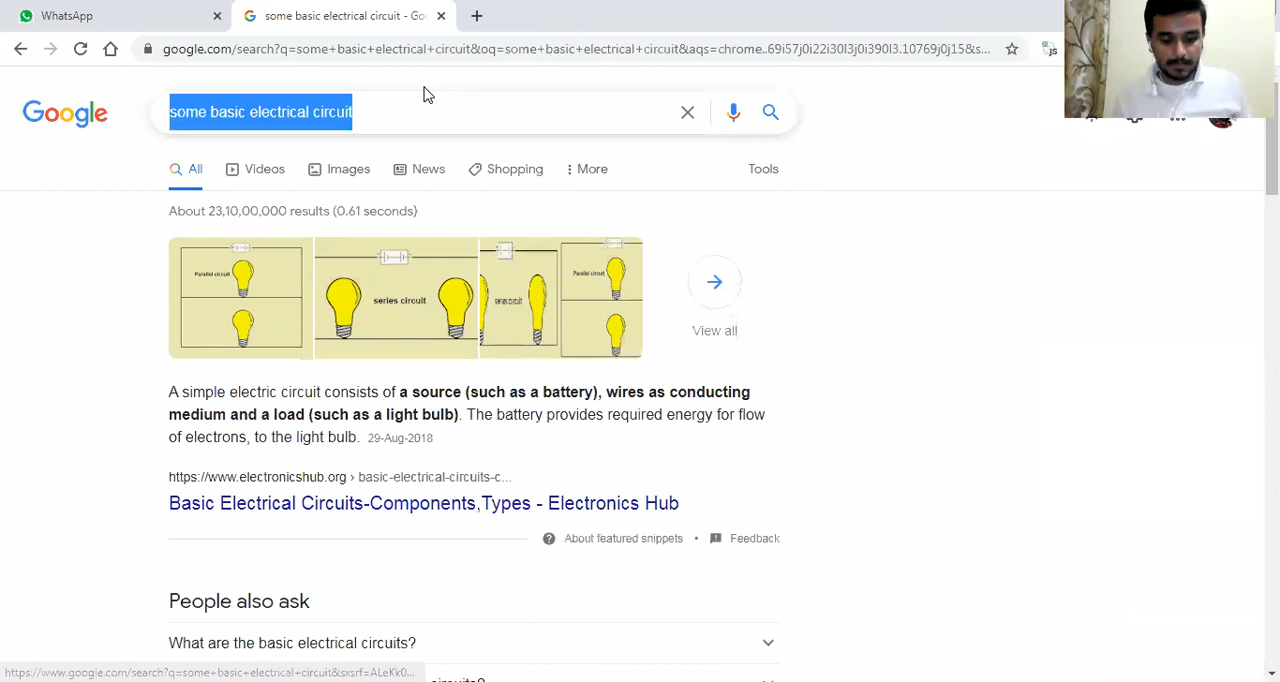 WhatsApp
some basic electrical circuit - Goo
google.com/search?q=some+basic+electrical+circuit&oq=some+basic+electrical+circuit&aqs=chrome..69i57j0i22i30l3j0i390l3.10769j0j15&s...
js
Google
some basic electrical circuit
All
Videos
Images
News
Shopping
More
Tools
About 23,10,00,000 results (0.61 seconds)
Parallel circuit
series circuit
series circuit
Parallel circuit
View all
A simple electric circuit consists of a source (such as a battery), wires as conducting
medium and a load (such as a light bulb). The battery provides required energy for flow
of electrons, to the light bulb. 29-Aug-2018
https://www.electronicshub.org › basic-electrical-circuits-c...
Basic Electrical Circuits-Components,Types - Electronics Hub
About featured snippets • Feedback
People also ask
What are the basic electrical circuits?
https://www.google.com/search?q=some+basic+electrical+circuit&sxsrf=ALeKk0...
circuits?